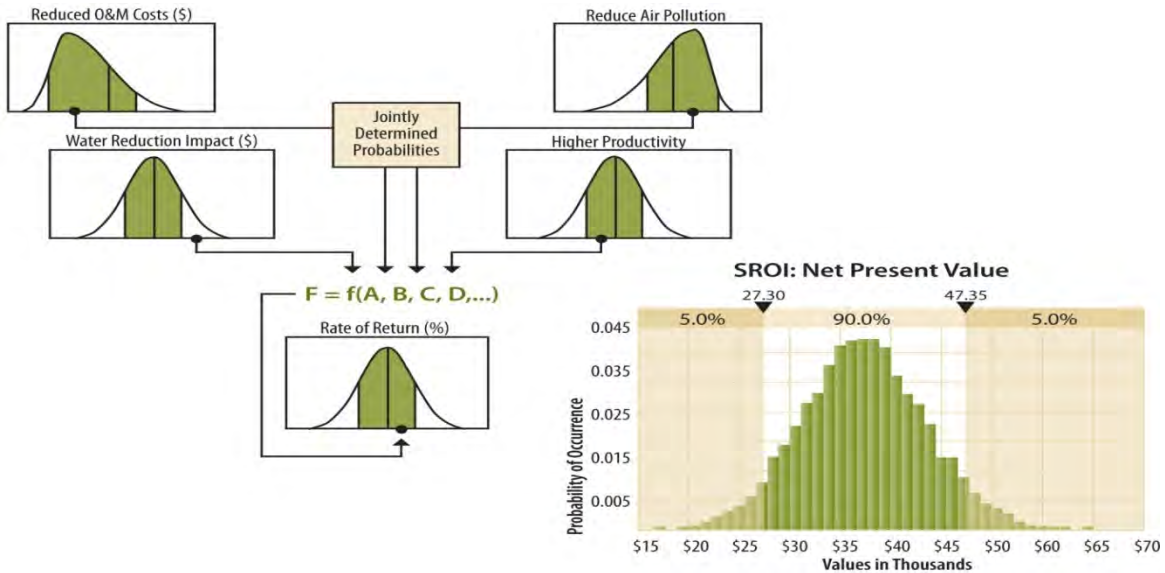 Reduced O&M Costs ($)
Reduce Air Pollution
Jointly
Determined
Probabilities
Water Reduction Impact ($)
Higher Productivity
F = f(A, B, C, D,...)
Rate of Return (%)
SROI: Net Present Value
27.30
47.35
5.0%
90.0%
5.0%
0.045
0.035
0.025
0.015
0.005
Probability of Occurrence
$15 $20 $25 $30 $35 $40 $45 $50 $60 $65 $70
Values in Thousands